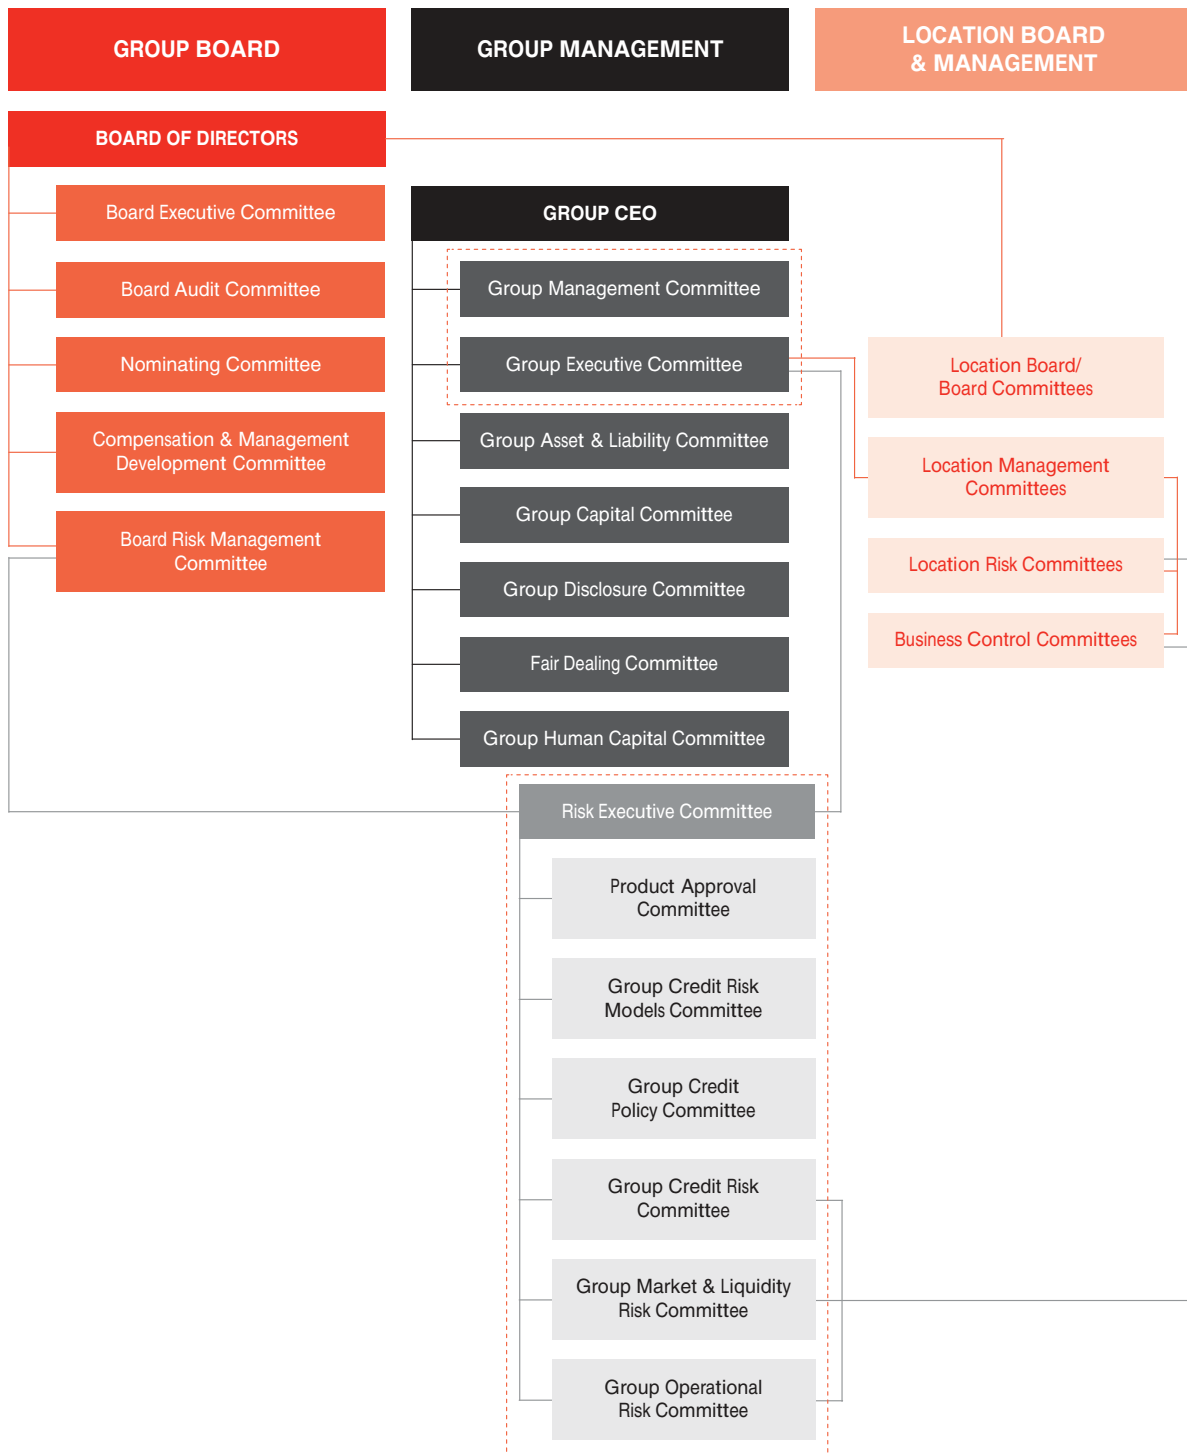 GROUP BOARD
GROUP MANAGEMENT
LOCATION BOARD
& MANAGEMENT
BOARD OF DIRECTORS
Board Executive Committee
Board Audit Committee
Nominating Committee
Compensation & Management
Development Committee
Board Risk Management
Committee
GROUP CEO
Group Management Committee
Group Executive Committee
Group Asset & Liability Committee
Group Capital Committee
Group Disclosure Committee
Fair Dealing Committee
Group Human Capital Committee
Risk Executive Committee
Product Approval
Committee
Group Credit Risk
Models Committee
Group Credit
Policy Committee
Group Credit Risk
Committee
Group Market & Liquidity
Risk Committee
Group Operational
Risk Committee
Location Board/
Board Committees
Location Management
Committees
Location Risk Committees
Business Control Committees